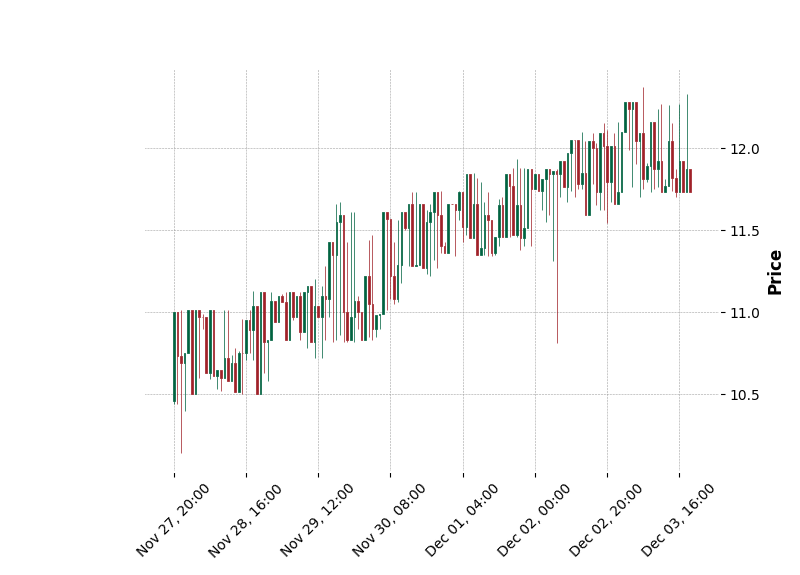 12.0
11.5
11.0
10.5
Price
Nov 27, 20:00
Nov 28, 16:00
Nov 29, 12:00
Nov 30, 08:00
Dec 01, 04:00
Dec 02, 00:00
Dec 02, 20:00
Dec 03, 16:00